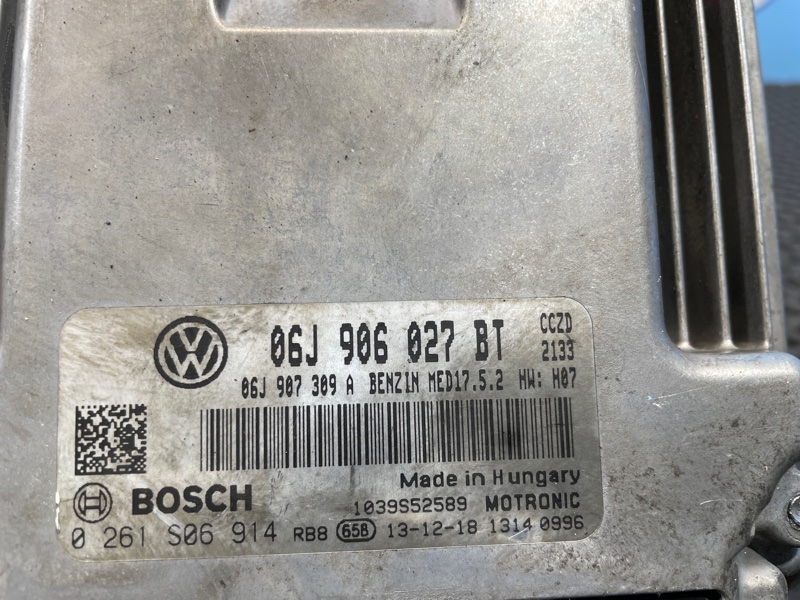 06J 906 027 BT CCZD
2133
06J 907 309 A BENZIN MED17.5.2 HW: H07
Made in Hungary
BOSCH 1039S52589 MOTRONIC
0 261 S06 914 RB8 65B 13-12-18 1314 0996